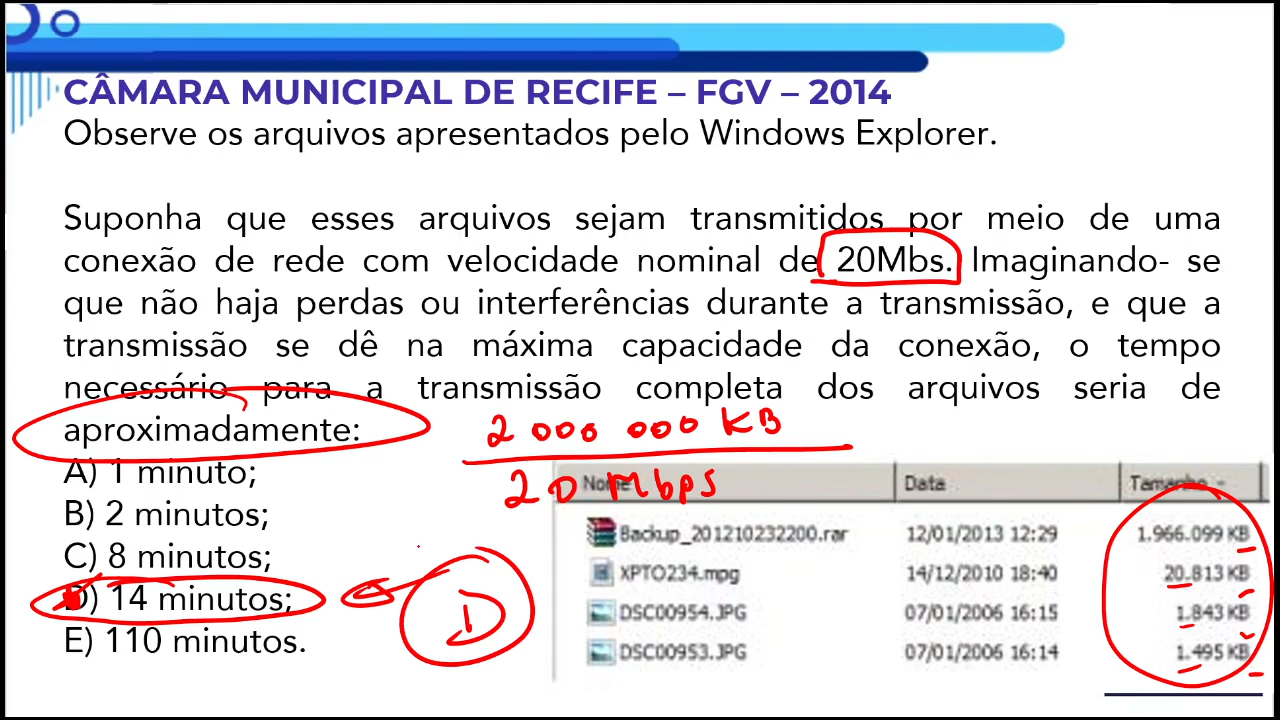 CÂMARA MUNICIPAL DE RECIFE – FGV – 2014
Observe os arquivos apresentados pelo Windows Explorer.
Suponha que esses arquivos sejam transmitidos por meio de uma
conexão de rede com velocidade nominal de 20Mbs. Imaginando- se
que não haja perdas ou interferências durante a transmissão, e que a
transmissão se dê na máxima capacidade da conexão, o tempo
necessário para a transmissão completa dos arquivos seria de
aproximadamente:
2 000 000 KB
20 Mbps
A) 1 minuto;
B) 2 minutos;
C) 8 minutos;
D) 14 minutos;
E) 110 minutos.
D
Nome Data Tamanho
Backup_201210232200.rar 12/01/2013 12:29 1.966.099 KB
XPTO234.mpg 14/12/2010 18:40 20.813 KB
DSC00954.JPG 07/01/2006 16:15 1.843 KB
DSC00953.JPG 07/01/2006 16:14 1.495 KB